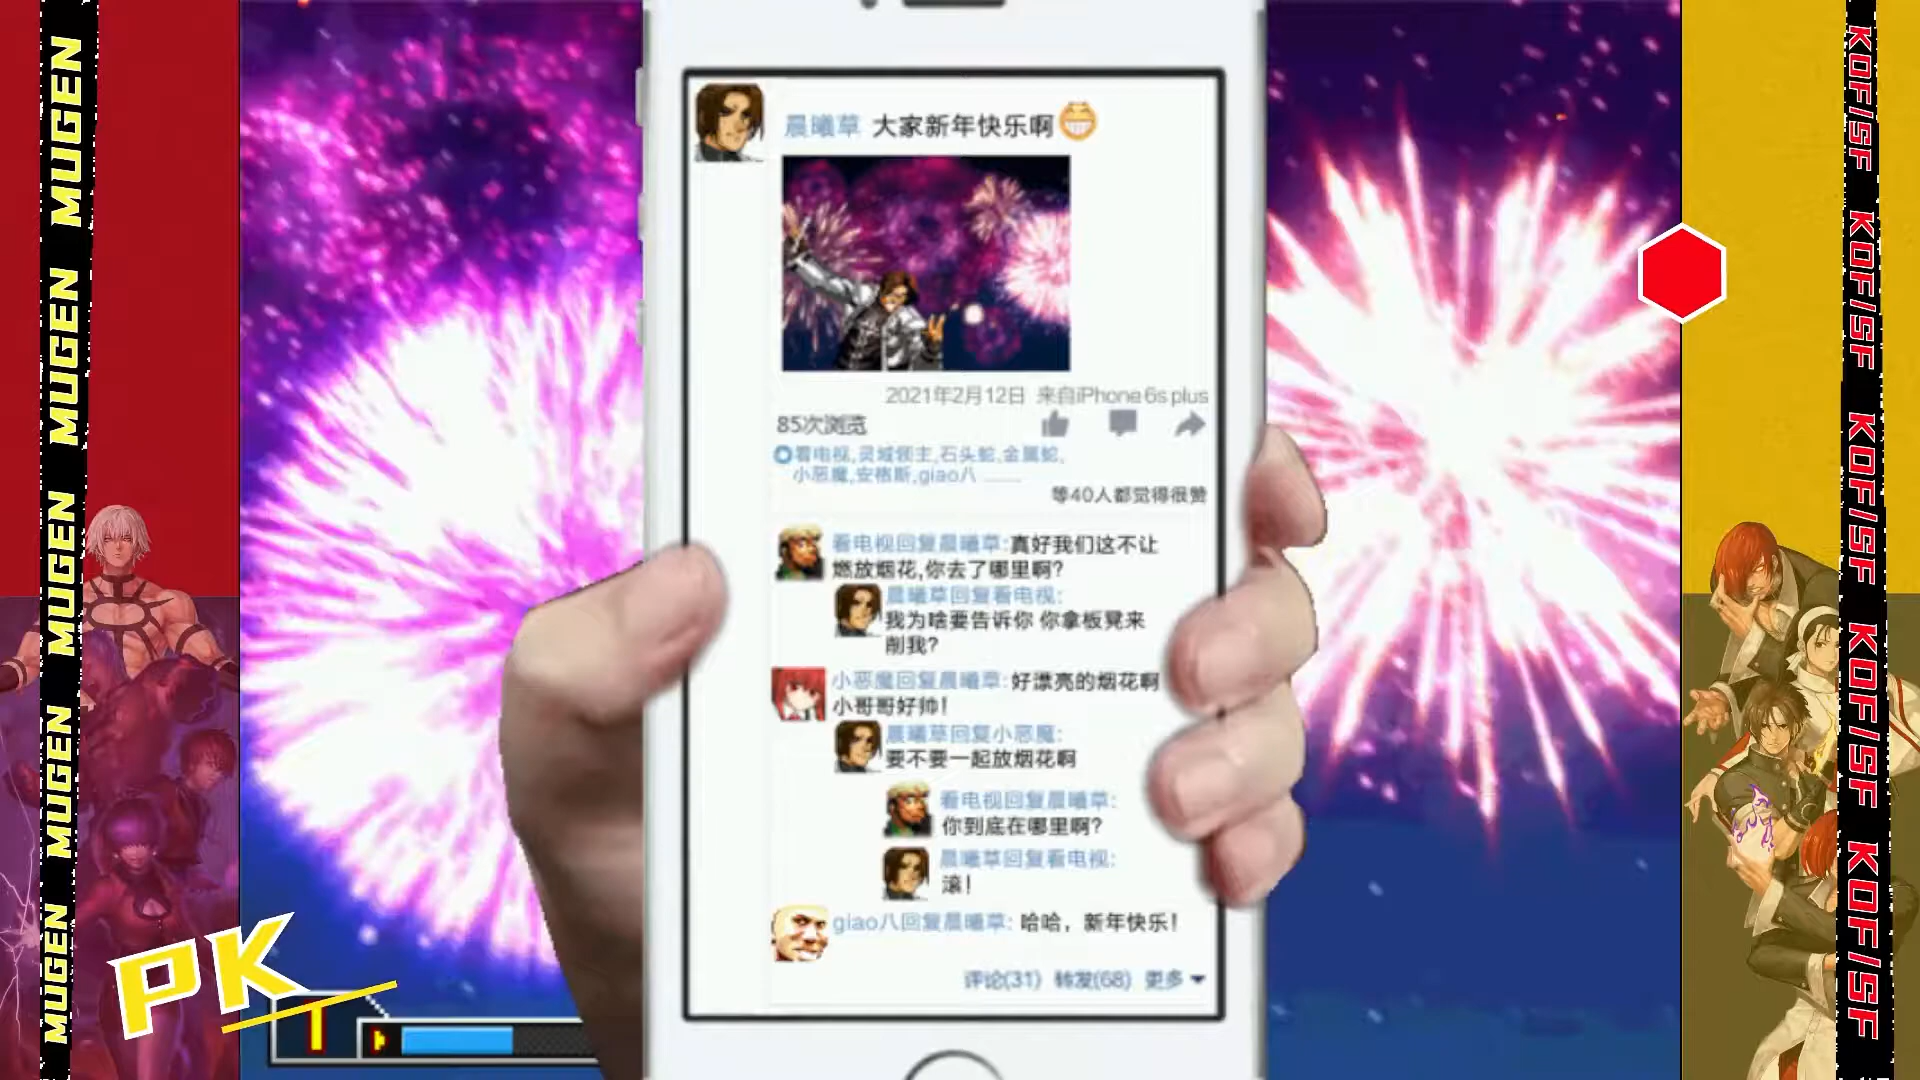 MUGEN MUGEN MUGEN MUGEN MUGEN
晨曦草 大家新年快乐啊
2021年2月12日 来自iPhone 6s plus
85次浏览
看电视,灵域领主,石头蛇,金属蛇,
小恶魔,安格斯,giao八 ........
等40人都觉得很赞
看电视回复晨曦草:真好我们这不让
燃放烟花,你去了哪里啊?
晨曦草回复看电视:
我为啥要告诉你 你拿板凳来
削我?
小恶魔回复晨曦草:好漂亮的烟花啊
小哥哥好帅!
晨曦草回复小恶魔:
要不要一起放烟花啊
看电视回复晨曦草:
你到底在哪里啊?
晨曦草回复看电视:
滚!
giao八回复晨曦草: 哈哈，新年快乐!
评论(31) 转发(68) 更多
PK
KOF/SF KOF/SF KOF/SF KOF/SF KOF/SF